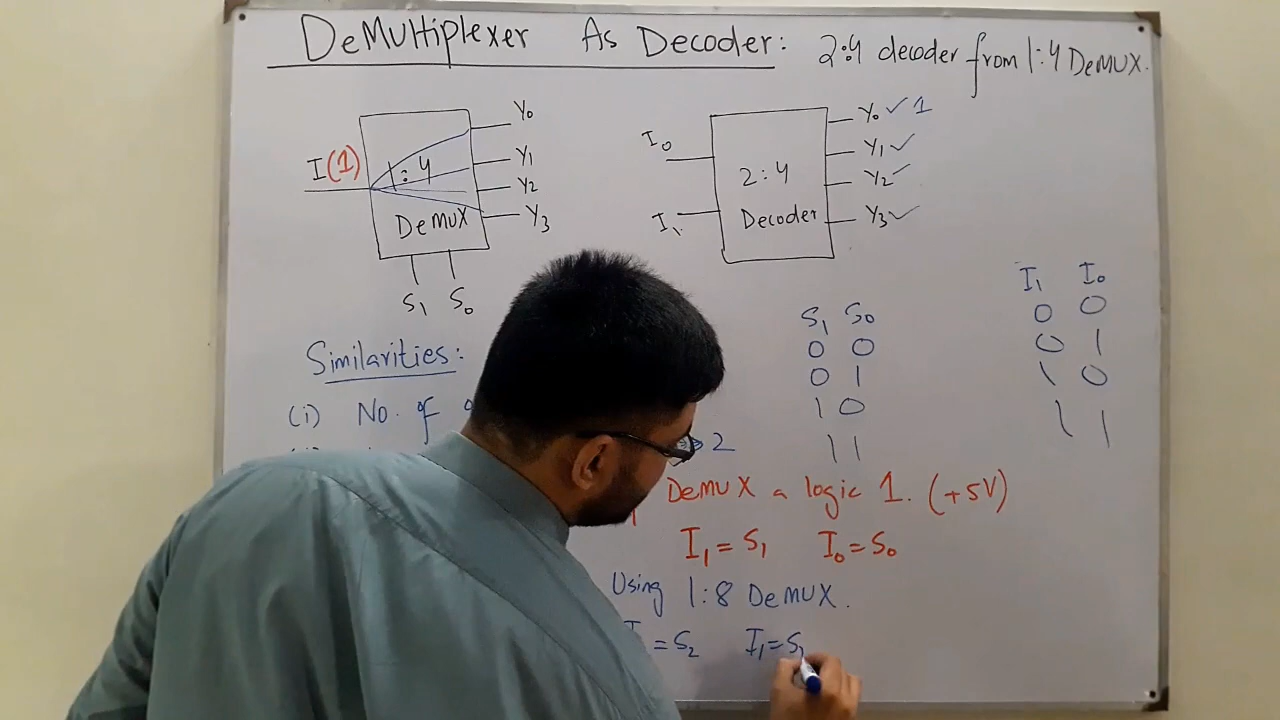 DeMultiplexer As Decoder: 2:4 decoder from 1:4 DeMUX.
I(1)
1:4
DeMUX
Y0
Y1
Y2
Y3
S1 S0
I0
I1
2:4
Decoder
Y0 ✓ 1
Y1 ✓
Y2 ✓
Y3 ✓
Similarities:
(i) No. of
S1 S0
0 0
0 1
1 0
1 1
I1 I0
0 0
0 1
1 0
1 1
2
DeMUX a logic 1. (+5V)
I1 = S1 I0 = S0
Using 1:8 DeMUX.
= S2 I1 = S1